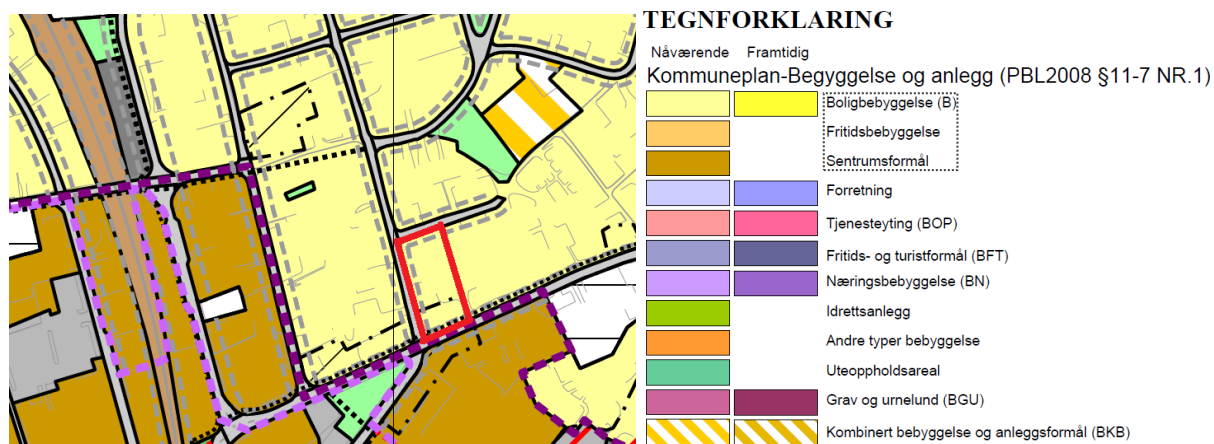 TEGNFORKLARING
Nåværende Framtidig
Kommuneplan-Begyggelse og anlegg (PBL2008 §11-7 NR.1)
Boligbebyggelse (B)
Fritidsbebyggelse
Sentrumsformål
Forretning
Tjenesteyting (BOP)
Fritids- og turistformål (BFT)
Næringsbebyggelse (BN)
Idrettsanlegg
Andre typer bebyggelse
Uteoppholdsareal
Grav og urnelund (BGU)
Kombinert bebyggelse og anleggsformål (BKB)